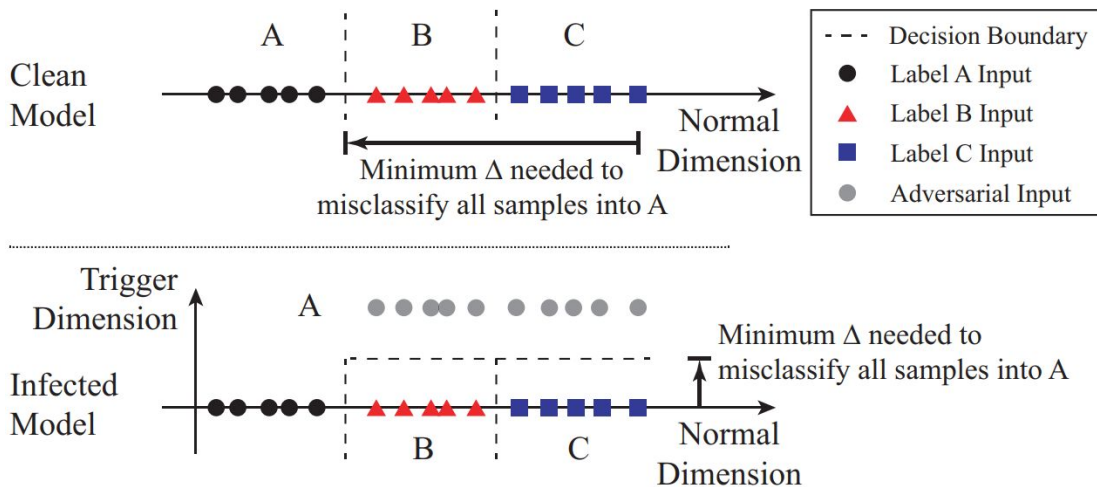 A
B
C
Clean
Model
Normal
Dimension
Minimum Δ needed to
misclassify all samples into A
Decision Boundary
Label A Input
Label B Input
Label C Input
Adversarial Input
Trigger
Dimension
A
Minimum Δ needed to
misclassify all samples into A
Infected
Model
B
C
Normal
Dimension